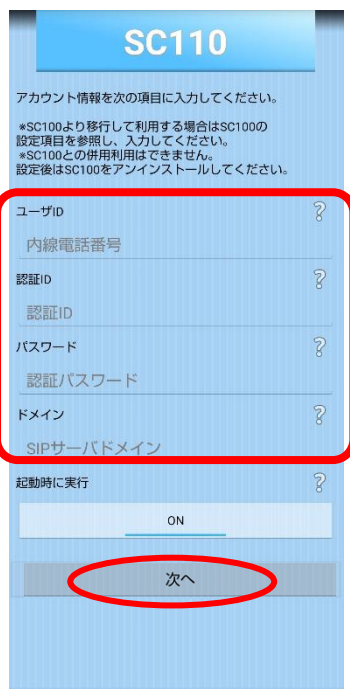 SC110
アカウント情報を次の項目に入力してください。
*SC100より移行して利用する場合はSC100の
設定項目を参照し、入力してください。
*SC100との併用利用はできません。
設定後はSC100をアンインストールしてください。
ユーザID ?
内線電話番号
認証ID ?
認証ID
パスワード ?
認証パスワード
ドメイン ?
SIPサーバドメイン
起動時に実行 ?
ON
次へ